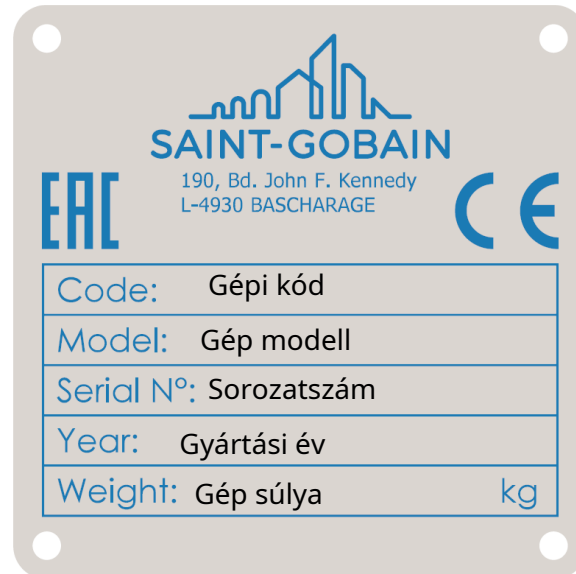 SAINT-GOBAIN
190, Bd. John F. Kennedy
L-4930 BASCHARAGE
EAC
CE
Code: Gépi kód
Model: Gép modell
Serial N°: Sorozatszám
Year: Gyártási év
Weight: Gép súlya kg